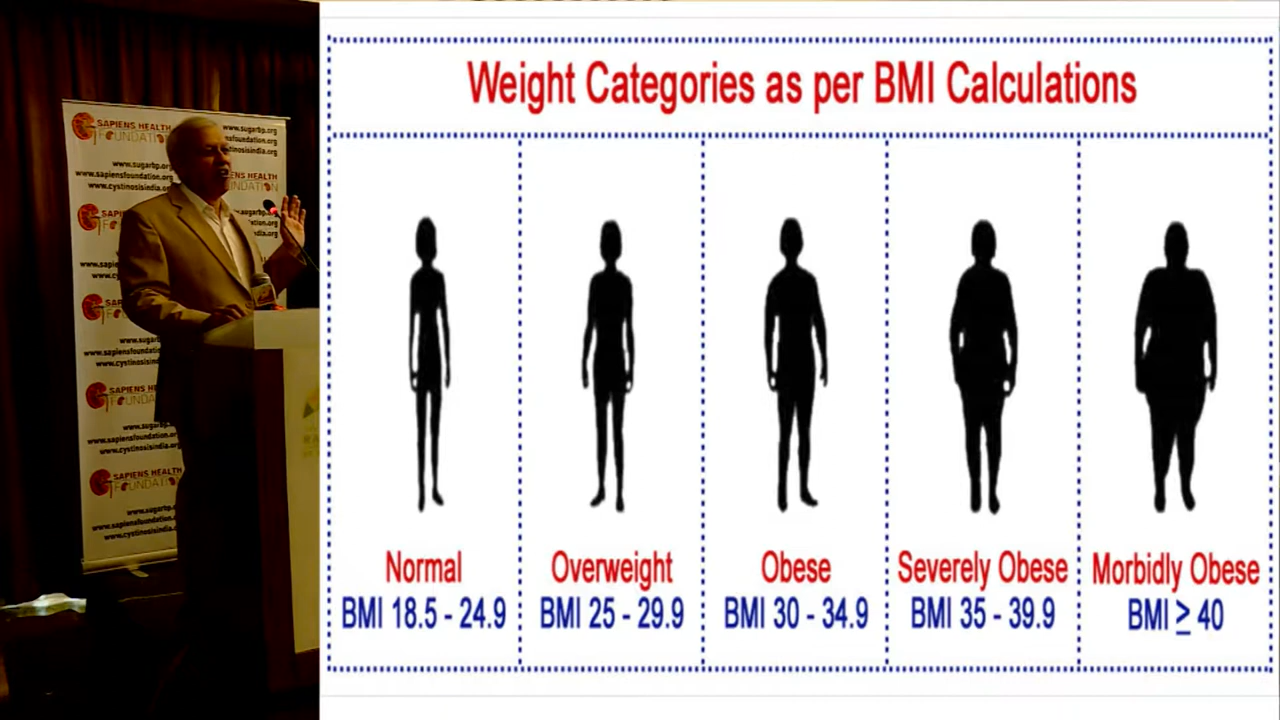 SAPIENS HEALTH
FOUNDATION
www.sugarbp.org
www.sapiensfoundation.org
www.cystinosisindia.org
Weight Categories as per BMI Calculations
Normal
BMI 18.5 - 24.9
Overweight
BMI 25 - 29.9
Obese
BMI 30 - 34.9
Severely Obese
BMI 35 - 39.9
Morbidly Obese
BMI ≥ 40